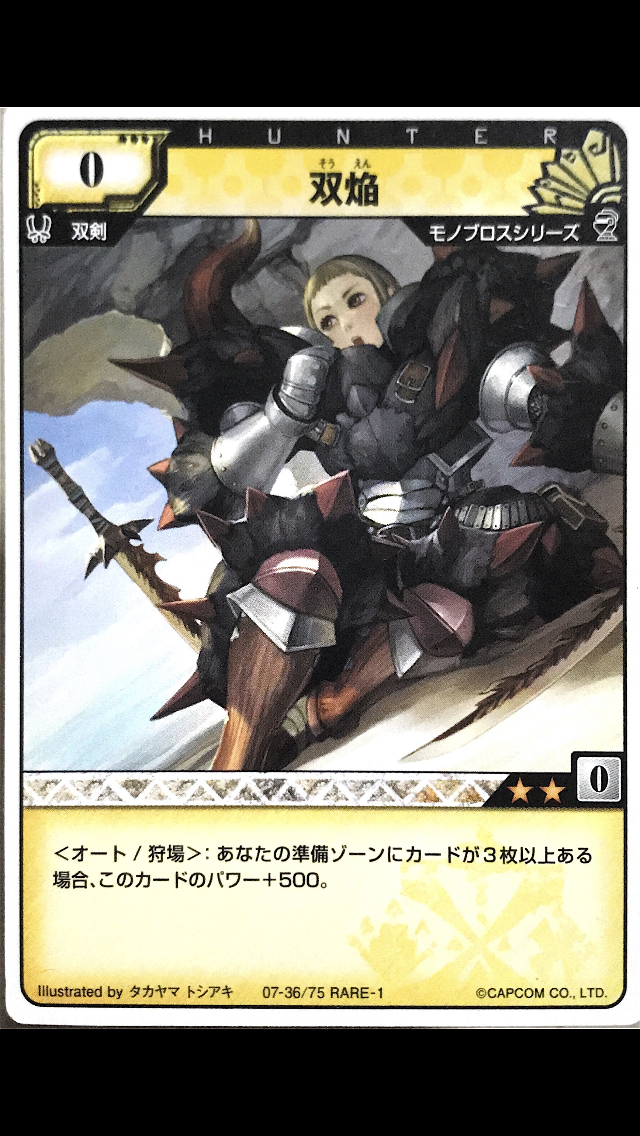 HUNTER
0
そう えん
双焔
双剣
モノブロスシリーズ
0
<オート / 狩場>：あなたの準備ゾーンにカードが3枚以上ある
場合、このカードのパワー＋500。
Illustrated by タカヤマ トシアキ 07-36/75 RARE-1 ©CAPCOM CO., LTD.